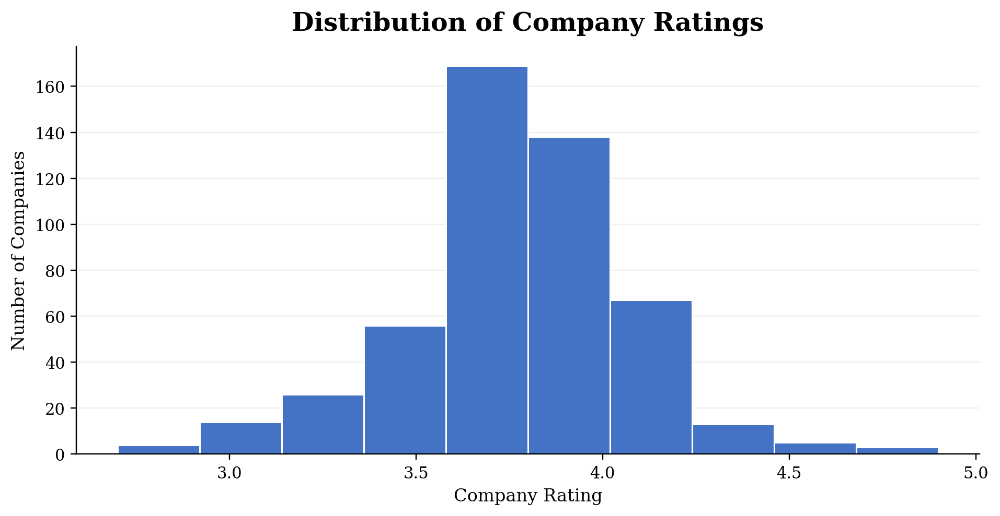 Distribution of Company Ratings
Number of Companies
160
140
120
100
80
60
40
20
0
3.0 3.5 4.0 4.5 5.0
Company Rating